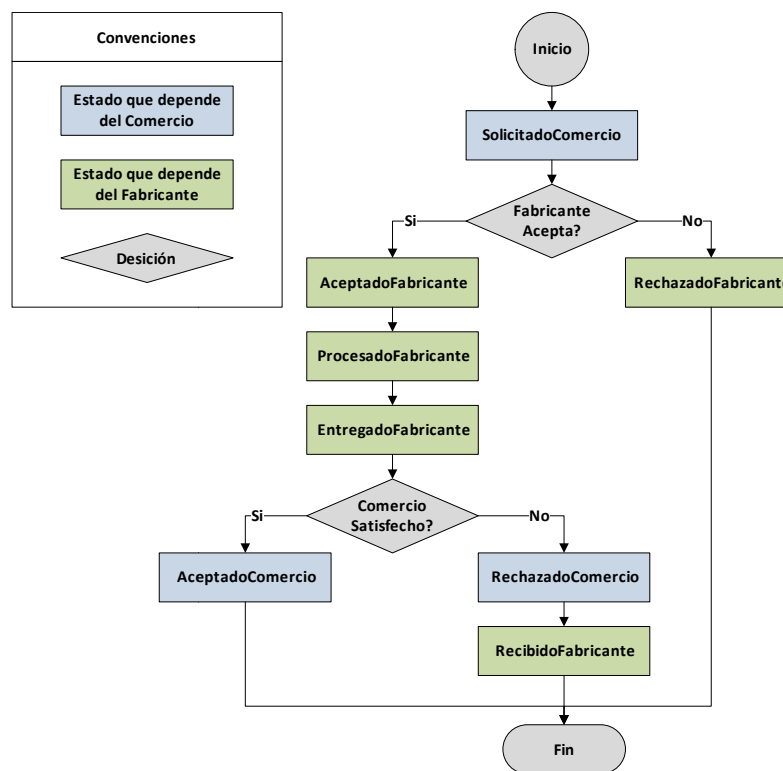 Convenciones
Estado que depende
del Comercio
Estado que depende
del Fabricante
Desición
Inicio
SolicitadoComercio
Fabricante
Acepta?
Si
No
AceptadoFabricante
RechazadoFabricante
ProcesadoFabricante
EntregadoFabricante
Comercio
Satisfecho?
Si
No
AceptadoComercio
RechazadoComercio
RecibidoFabricante
Fin